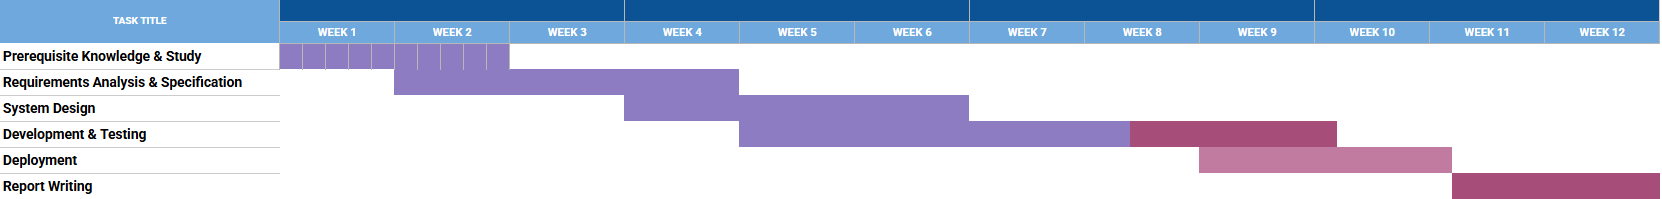 TASK TITLE
WEEK 1 WEEK 2 WEEK 3 WEEK 4 WEEK 5 WEEK 6 WEEK 7 WEEK 8 WEEK 9 WEEK 10 WEEK 11 WEEK 12
Prerequisite Knowledge & Study
Requirements Analysis & Specification
System Design
Development & Testing
Deployment
Report Writing